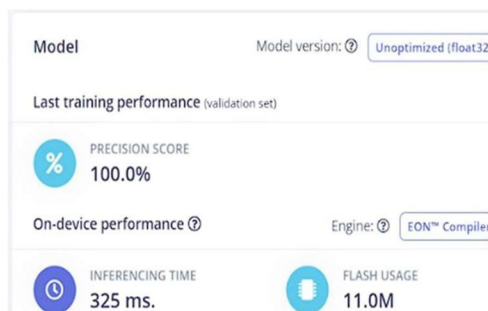 Model
Model version: ? Unoptimized (float32
Last training performance (validation set)
%
PRECISION SCORE
100.0%
On-device performance ?
Engine: ? EON™ Compiler
INFERENCING TIME
325 ms.
FLASH USAGE
11.0M